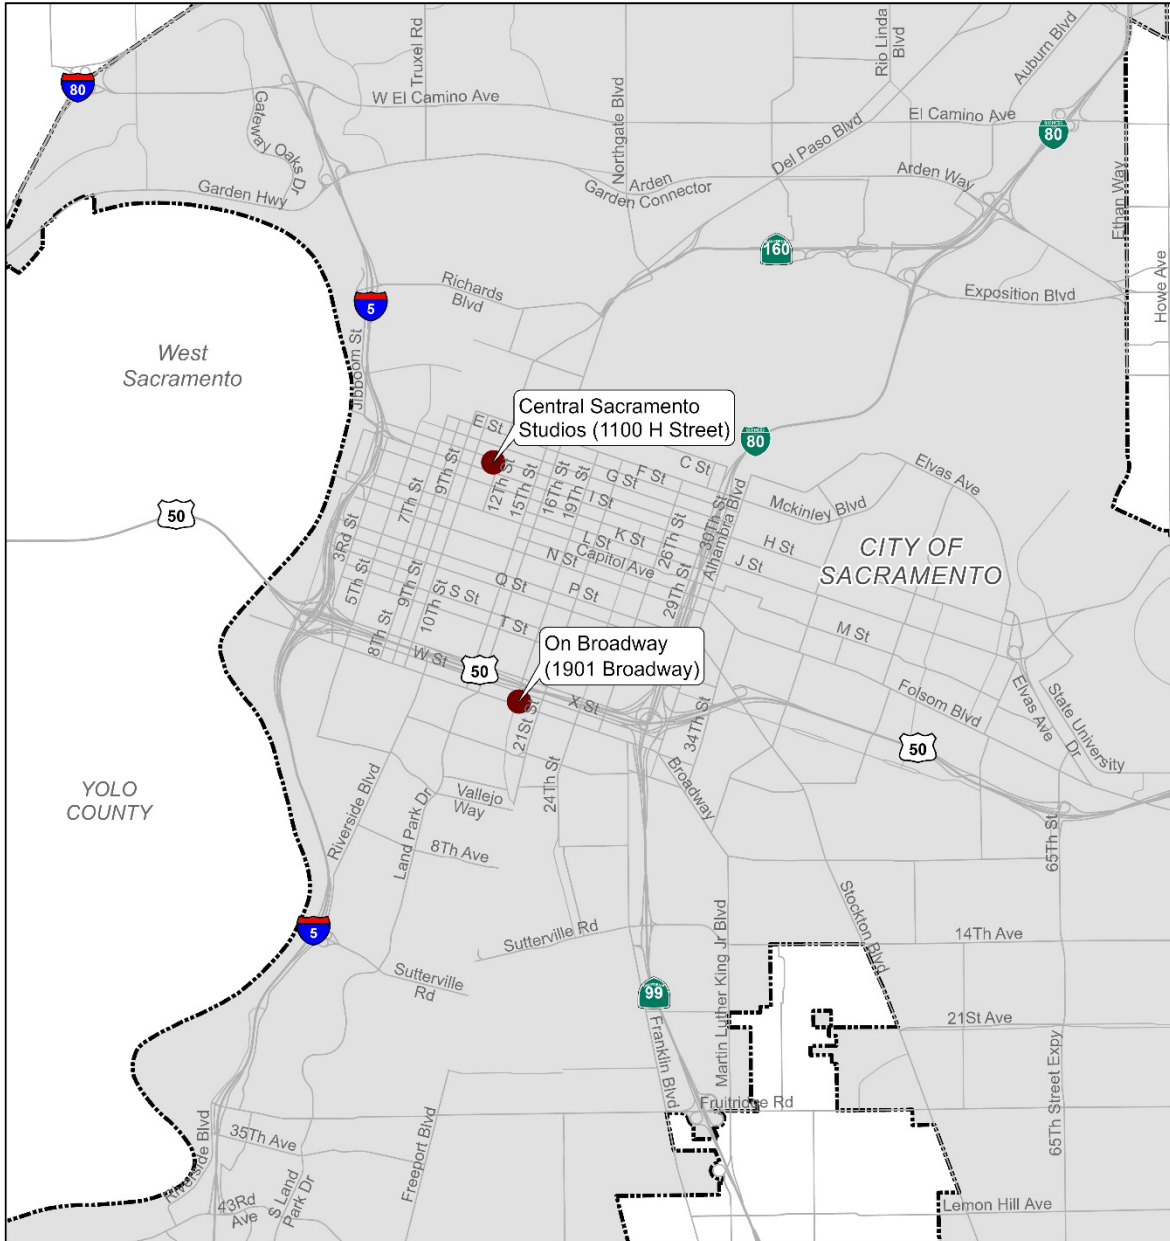 80
Truxel Rd
Rio Linda
Blvd
Auburn Blvd
W El Camino Ave
Northgate Blvd
El Camino Ave
BUSINESS
80
Gateway Oaks Dr
Del Paso Blvd
Garden Hwy
Arden
Garden Connector
Arden Way
Ethan Way
160
Richards
Blvd
Exposition Blvd
Howe Ave
5
Jibboom St
West
Sacramento
Central Sacramento
Studios (1100 H Street)
80
E St
C St
F St
G St
I St
Elvas Ave
9Th St
12Th St
15Th St
16Th St
19Th St
7Th St
30Th St
Alhambra Blvd
Mckinley Blvd
50
3Rd St
K St
L St
Capitol Ave
26Th St
H St
J St
CITY OF
SACRAMENTO
N St
5Th St
9Th St
10Th St
S St
Q St
P St
29Th St
T St
8Th St
M St
W St
50
On Broadway
(1901 Broadway)
X St
21St St
34Th St
Folsom Blvd
Elvas Ave
State University
Dr
50
YOLO
COUNTY
Riverside Blvd
Land Park Dr
Vallejo
Way
24Th St
Broadway
8Th Ave
65Th St
5
Sutterville Rd
Stockton Blvd
14Th Ave
Sutterville
Rd
99
Martin Luther King Jr Blvd
Franklin Blvd
21St Ave
65Th Street Expy
Fruitridge Rd
Riverside Blvd
35Th Ave
Freeport Blvd
43Rd
Ave
S Land
Park Dr
Lemon Hill Ave